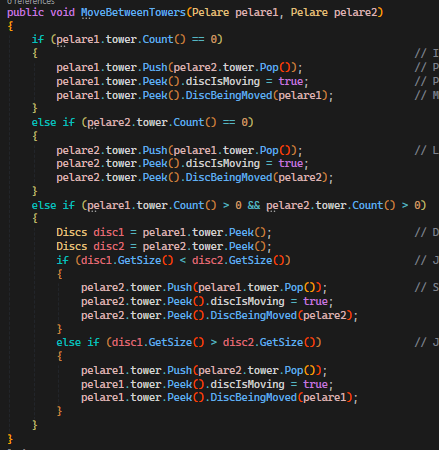 0 references
public void MoveBetweenTowers(Pelare pelare1, Pelare pelare2)
{
if (pelare1.tower.Count() == 0)
{ // I
pelare1.tower.Push(pelare2.tower.Pop()); // P
pelare1.tower.Peek().discIsMoving = true; // P
pelare1.tower.Peek().DiscBeingMoved(pelare1); // M
}
else if (pelare2.tower.Count() == 0)
{
pelare2.tower.Push(pelare1.tower.Pop()); // L
pelare2.tower.Peek().discIsMoving = true;
pelare2.tower.Peek().DiscBeingMoved(pelare2);
}
else if (pelare1.tower.Count() > 0 && pelare2.tower.Count() > 0)
{
Discs disc1 = pelare1.tower.Peek(); // D
Discs disc2 = pelare2.tower.Peek();
if (disc1.GetSize() < disc2.GetSize()) // J
{
pelare2.tower.Push(pelare1.tower.Pop()); // S
pelare2.tower.Peek().discIsMoving = true;
pelare2.tower.Peek().DiscBeingMoved(pelare2);
}
else if (disc1.GetSize() > disc2.GetSize()) // J
{
pelare1.tower.Push(pelare2.tower.Pop());
pelare1.tower.Peek().discIsMoving = true;
pelare1.tower.Peek().DiscBeingMoved(pelare1);
}
}
}